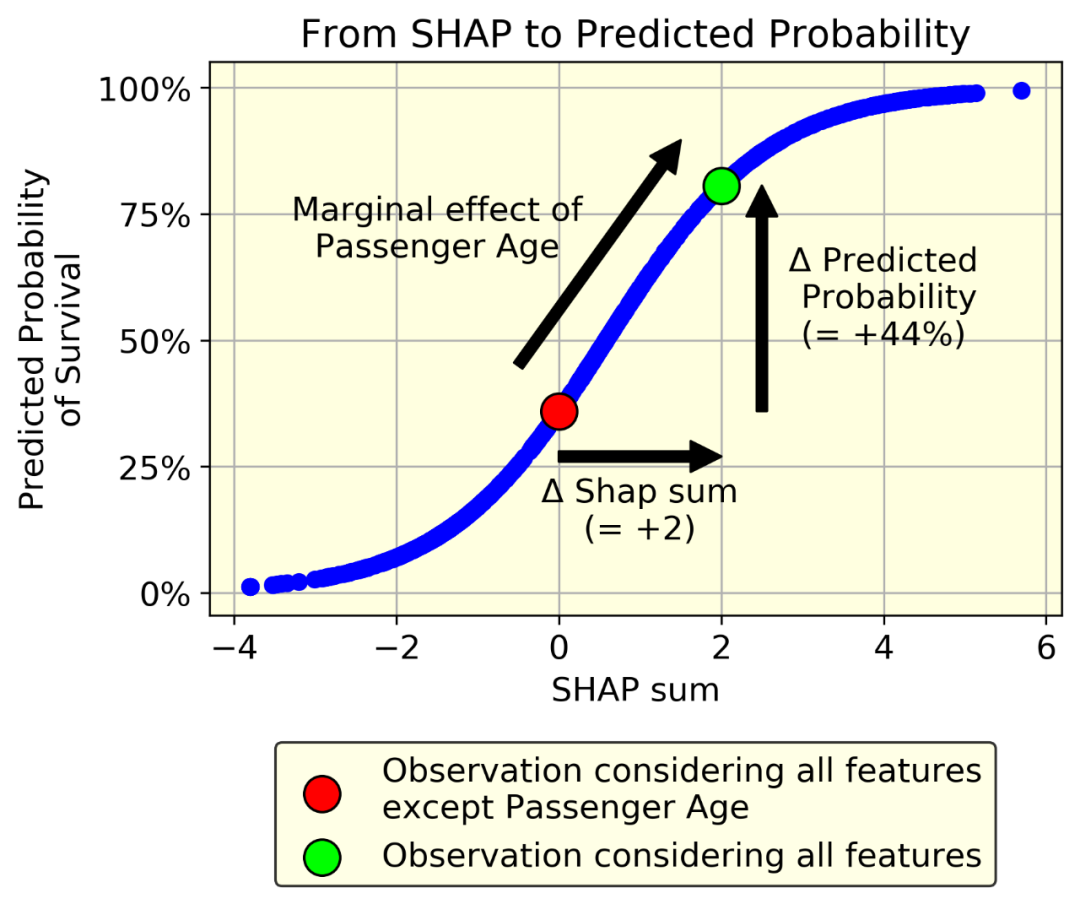 From SHAP to Predicted Probability
Predicted Probability
of Survival
100%
75%
50%
25%
0%
Marginal effect of
Passenger Age
Δ Predicted
Probability
(= +44%)
Δ Shap sum
(= +2)
−4
−2
0
2
4
6
SHAP sum
Observation considering all features
except Passenger Age
Observation considering all features